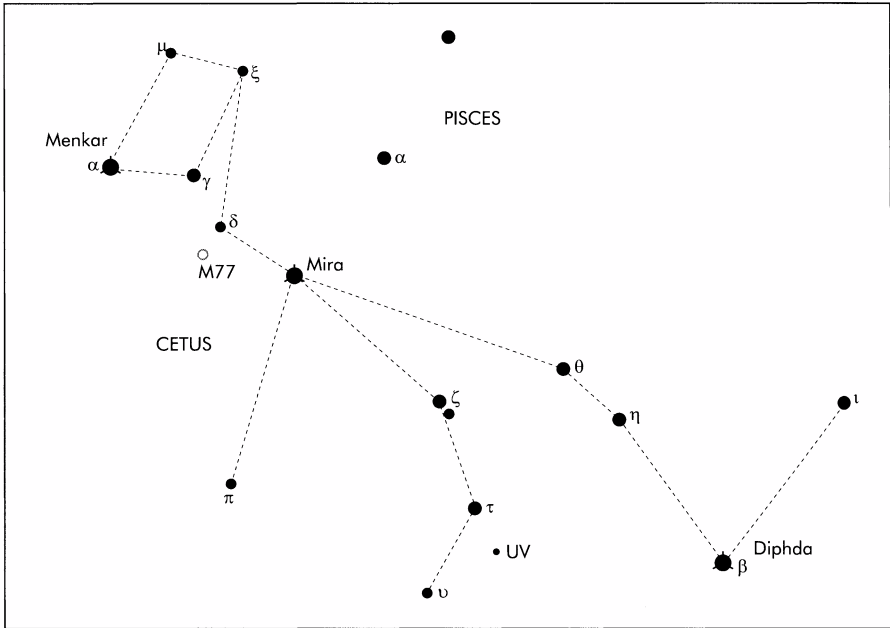 μ
ξ
PISCES
Menkar
α
γ
α
δ
M77
Mira
CETUS
θ
ζ
η
ι
π
τ
UV
Diphda
β
υ